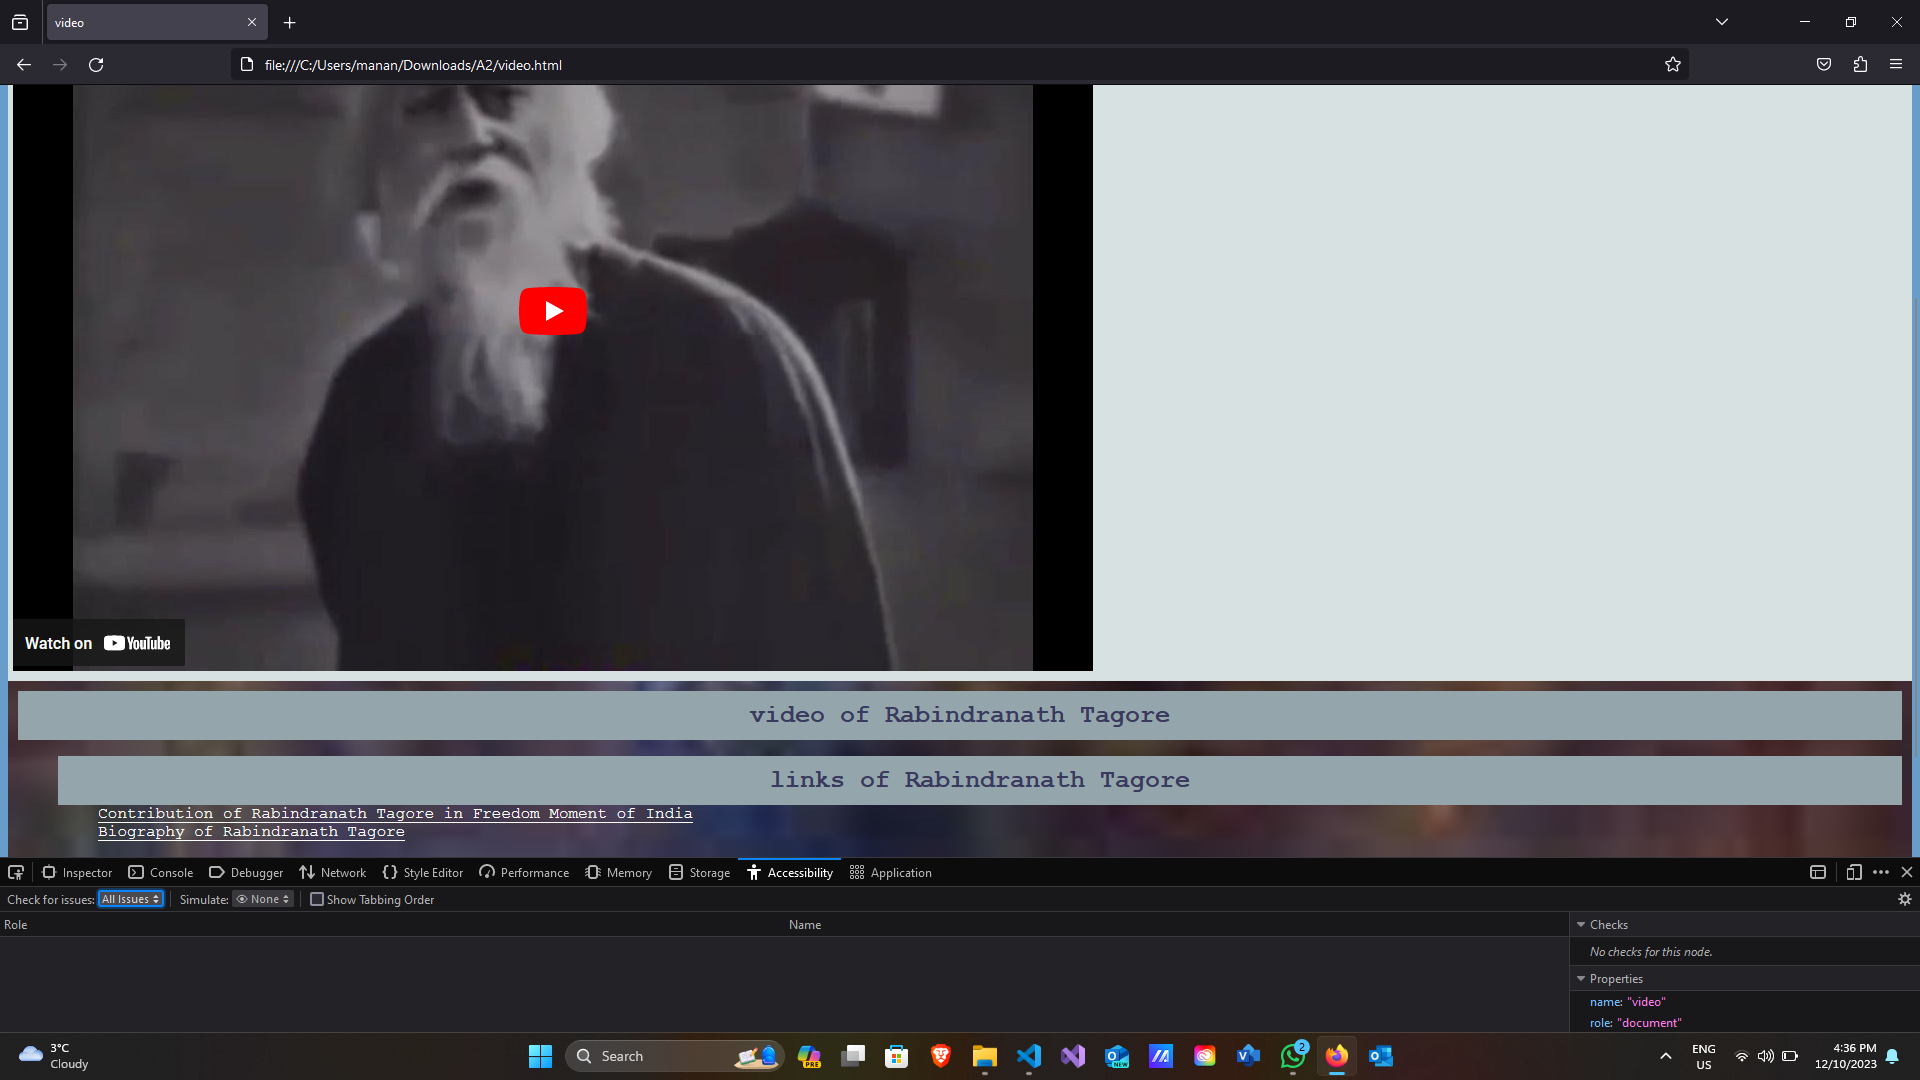 video
file:///C:/Users/manan/Downloads/A2/video.html
Watch on YouTube
video of Rabindranath Tagore
links of Rabindranath Tagore
Contribution of Rabindranath Tagore in Freedom Moment of India
Biography of Rabindranath Tagore
Inspector Console Debugger Network Style Editor Performance Memory Storage Accessibility Application
Check for issues: All Issues Simulate: None Show Tabbing Order
Role Name Checks
No checks for this node.
Properties
name: "video"
role: "document"
3°C
Cloudy
Search
PRE
NEW
2
ENG
US
4:36 PM
12/10/2023